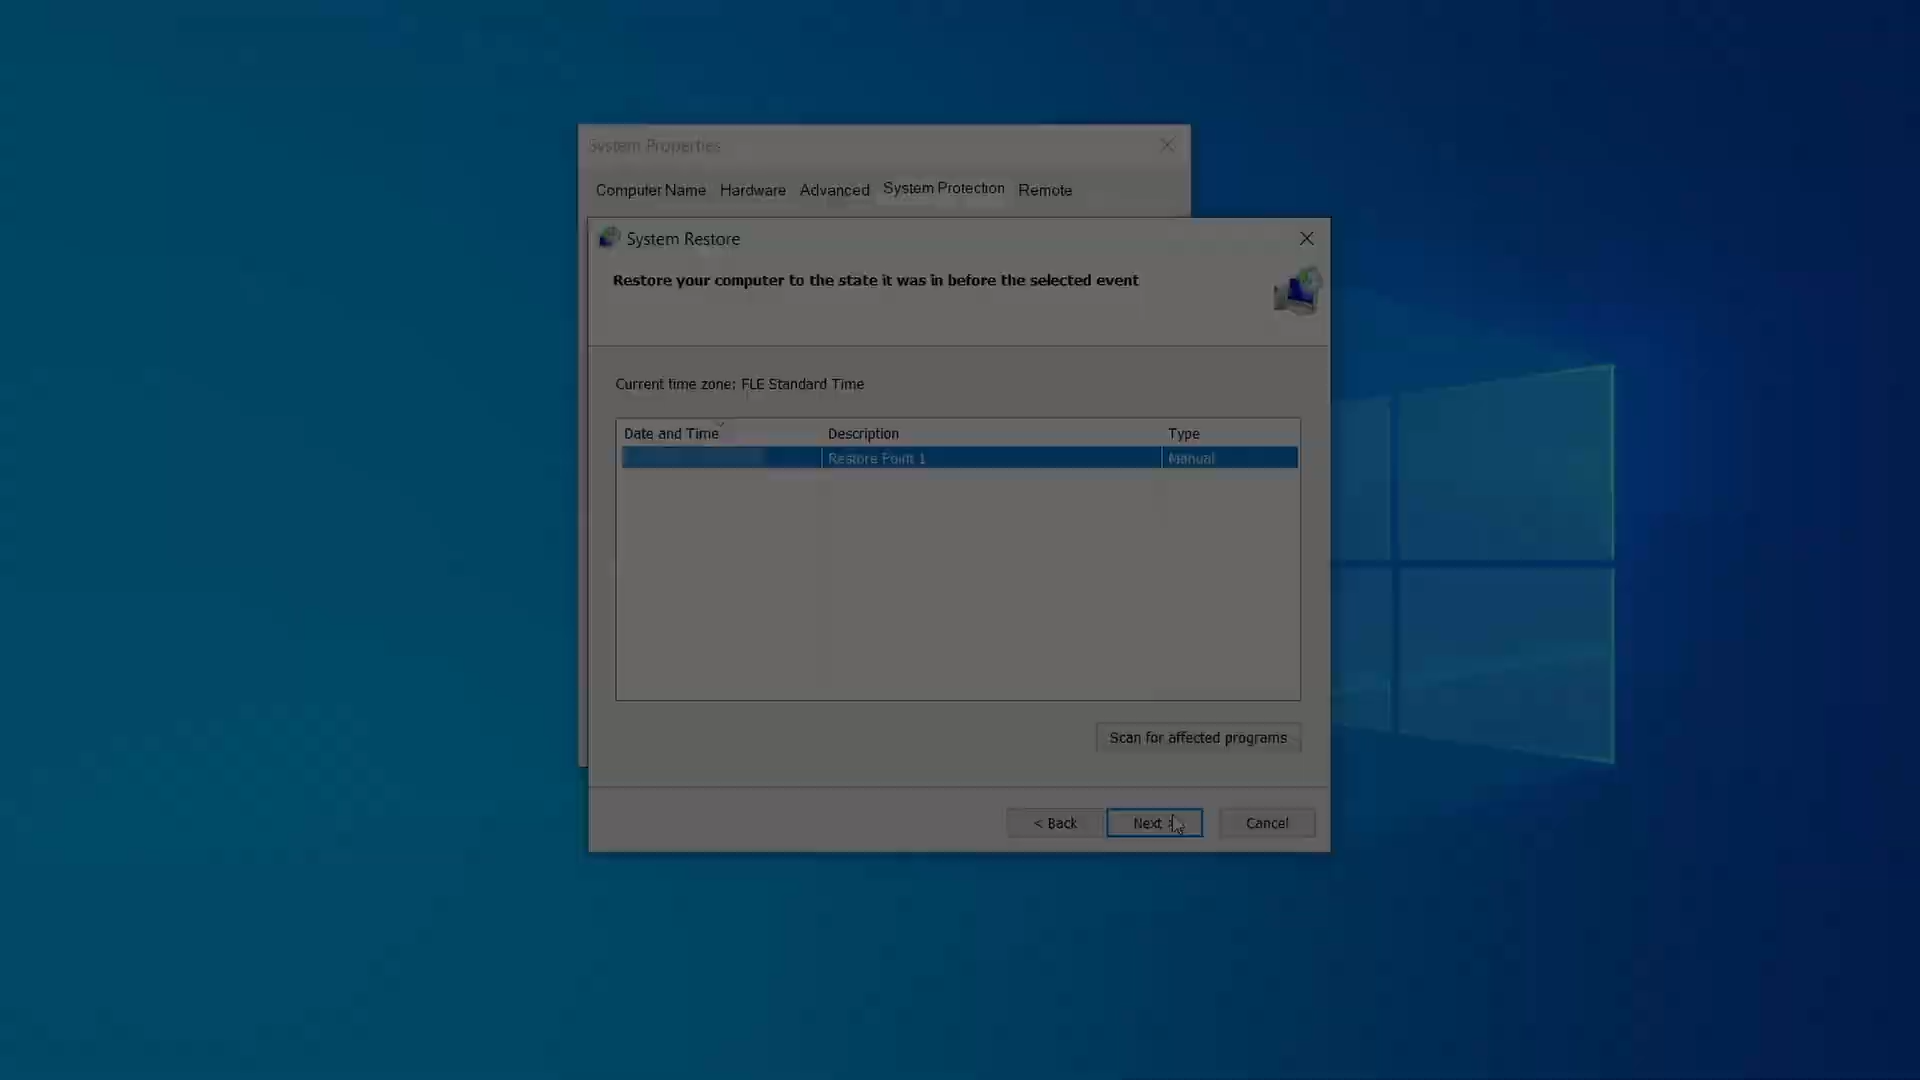 System Properties
Computer Name Hardware Advanced System Protection Remote
System Restore
Restore your computer to the state it was in before the selected event
Current time zone: FLE Standard Time
Date and Time Description Type
Restore Point 1 Manual
Scan for affected programs
< Back Next > Cancel